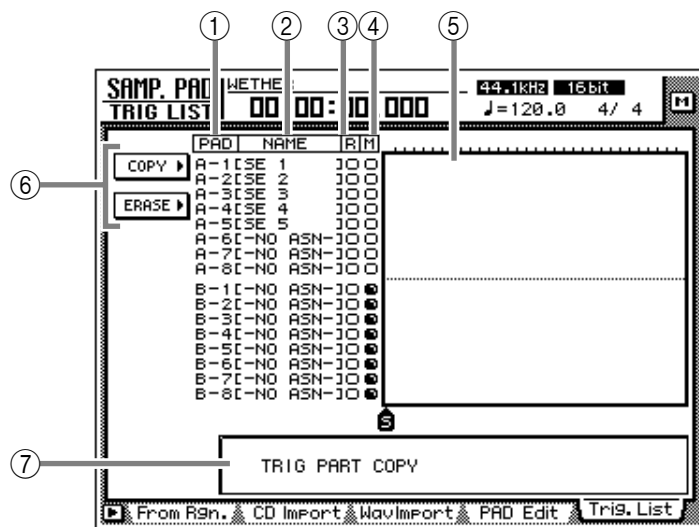 ① ② ③ ④ ⑤
SAMP. PAD WETHER 44.1kHz 16bit
TRIG LIST 00 00:00.000 ♩=120.0 4/ 4 M
PAD NAME R M
⑥
COPY
ERASE
A-1[SE 1 ]
A-2[SE 2 ]
A-3[SE 3 ]
A-4[SE 4 ]
A-5[SE 5 ]
A-6[-NO ASN-]
A-7[-NO ASN-]
A-8[-NO ASN-]
B-1[-NO ASN-]
B-2[-NO ASN-]
B-3[-NO ASN-]
B-4[-NO ASN-]
B-5[-NO ASN-]
B-6[-NO ASN-]
B-7[-NO ASN-]
B-8[-NO ASN-]
S
⑦
TRIG PART COPY
From Rgn. CD Import WavImport PAD Edit Trig. List